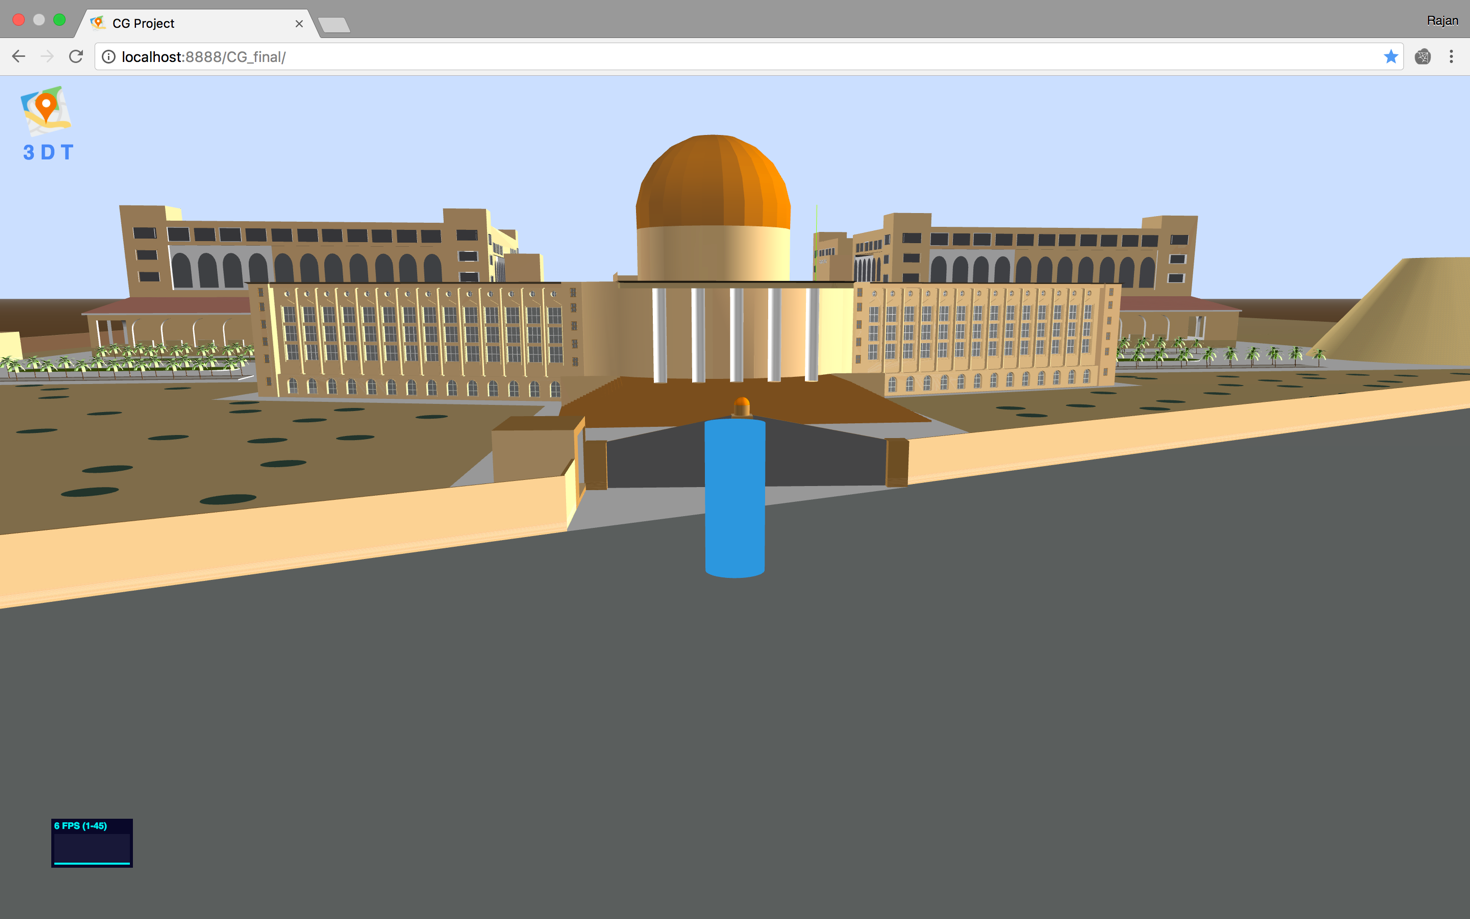 CG Project
Rajan
localhost:8888/CG_final/
3 D T
6 FPS (1-45)